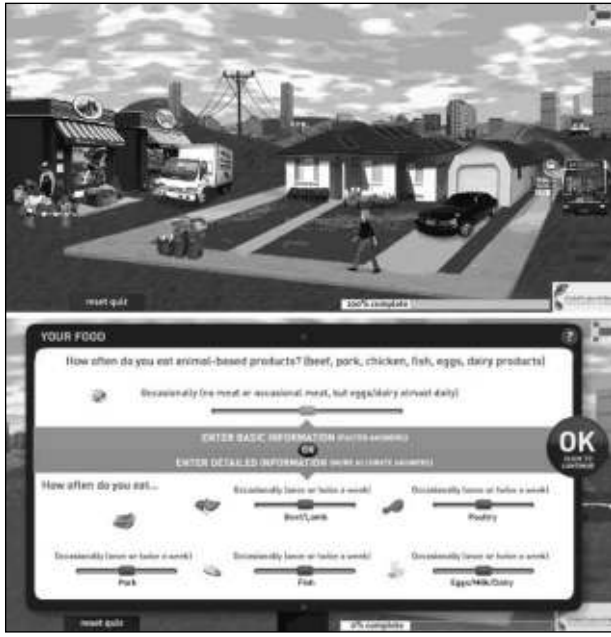 reset quiz
100% complete
YOUR FOOD
?
How often do you eat animal-based products? (beef, pork, chicken, fish, eggs, dairy products)
Occasionally (no meat or occasional meat, but eggs/dairy almost daily)
ENTER BASIC INFORMATION (FASTER ANSWERS)
OR
ENTER DETAILED INFORMATION (MORE ACCURATE ANSWERS)
OK
CLICK TO
CONTINUE
How often do you eat...
Occasionally (once or twice a week)
Beef/Lamb
Occasionally (once or twice a week)
Poultry
Occasionally (once or twice a week)
Pork
Occasionally (once or twice a week)
Fish
Occasionally (once or twice a week)
Eggs/Milk/Dairy
reset quiz
0% complete